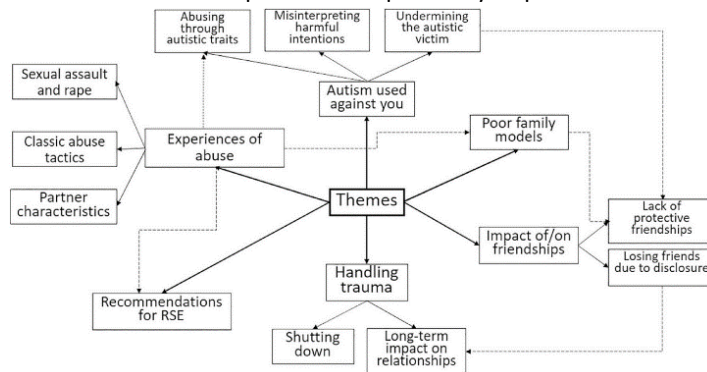 Abusing
through
autistic traits
Misinterpreting
harmful
intentions
Undermining
the autistic
victim
Sexual assault
and rape
Autism used
against you
Classic abuse
tactics
Experiences of
abuse
Poor family
models
Partner
characteristics
Themes
Lack of
protective
friendships
Impact of/on
friendships
Losing friends
due to disclosure
Handling
trauma
Recommendations
for RSE
Shutting
down
Long-term
impact on
relationships